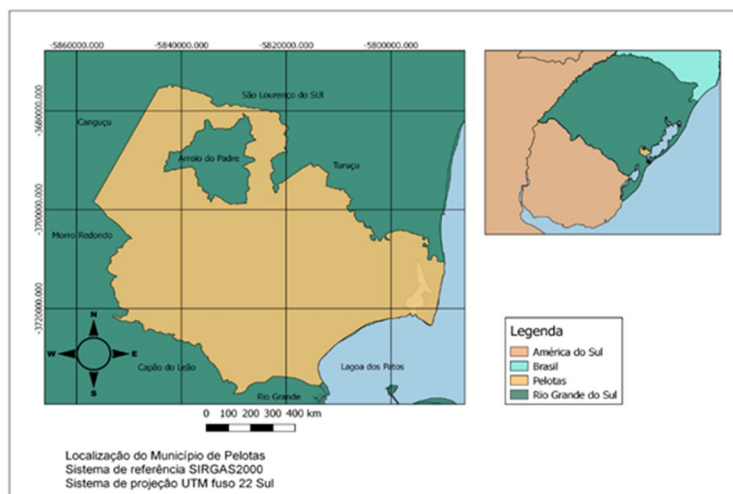 -5860000.000 -5840000.000 -5820000.000 -5800000.000
-3680000.000
-3700000.000
-3720000.000
São Lourenço do SUl
Canguçu
Arroio do Padre
Turuçu
Morro Redondo
N
W E
S
Capão do Leão
Lagoa dos Patos
Rio Grande
0 100 200 300 400 km
Legenda
América do Sul
Brasil
Pelotas
Rio Grande do Sul
Localização do Município de Pelotas
Sistema de referência SIRGAS2000
Sistema de projeção UTM fuso 22 Sul